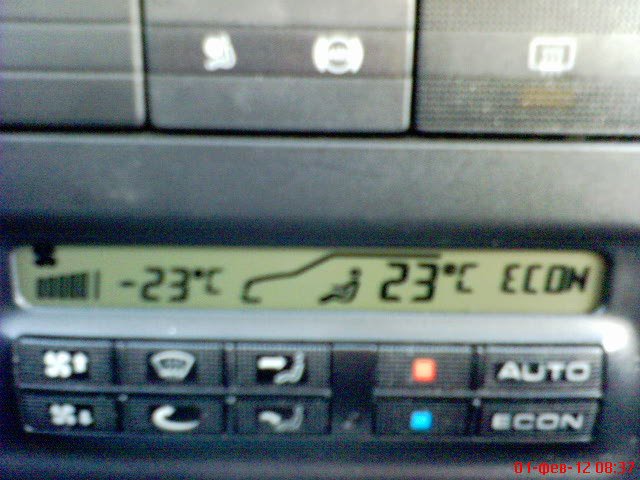 -23°C 23°C ECON
AUTO
ECON
01-фев-12 08:37